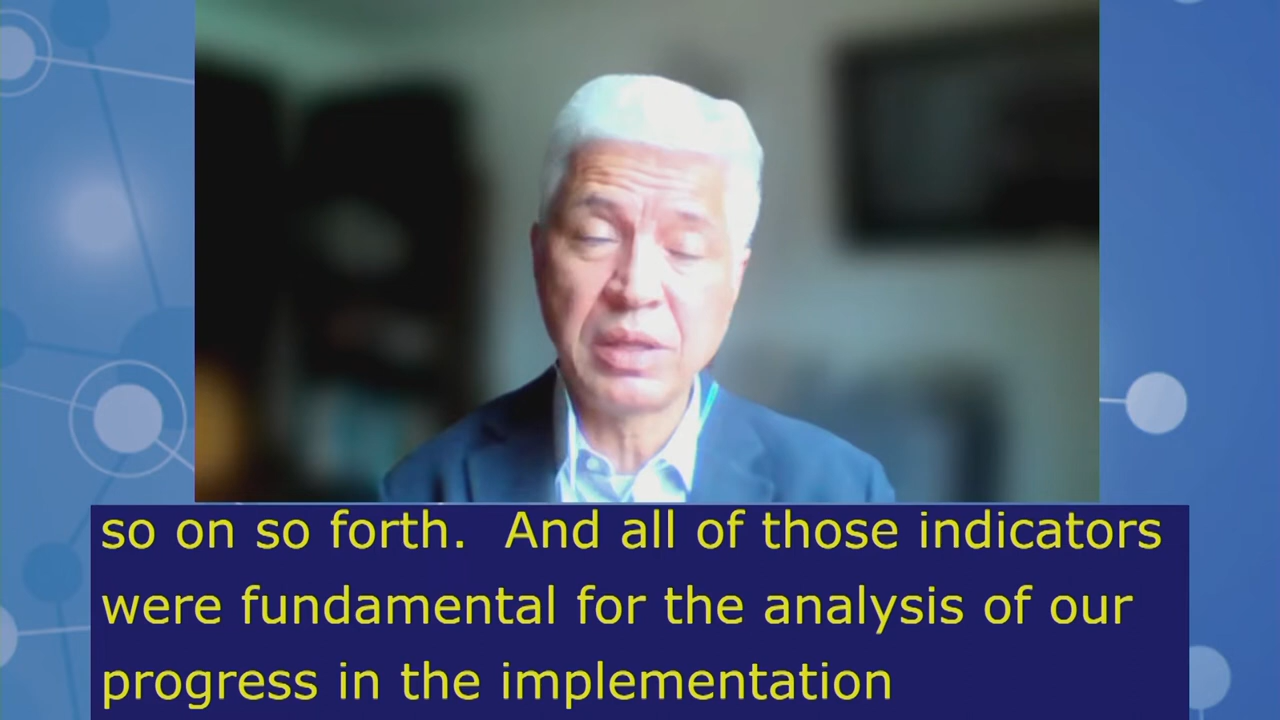 so on so forth.  And all of those indicators
were fundamental for the analysis of our
progress in the implementation